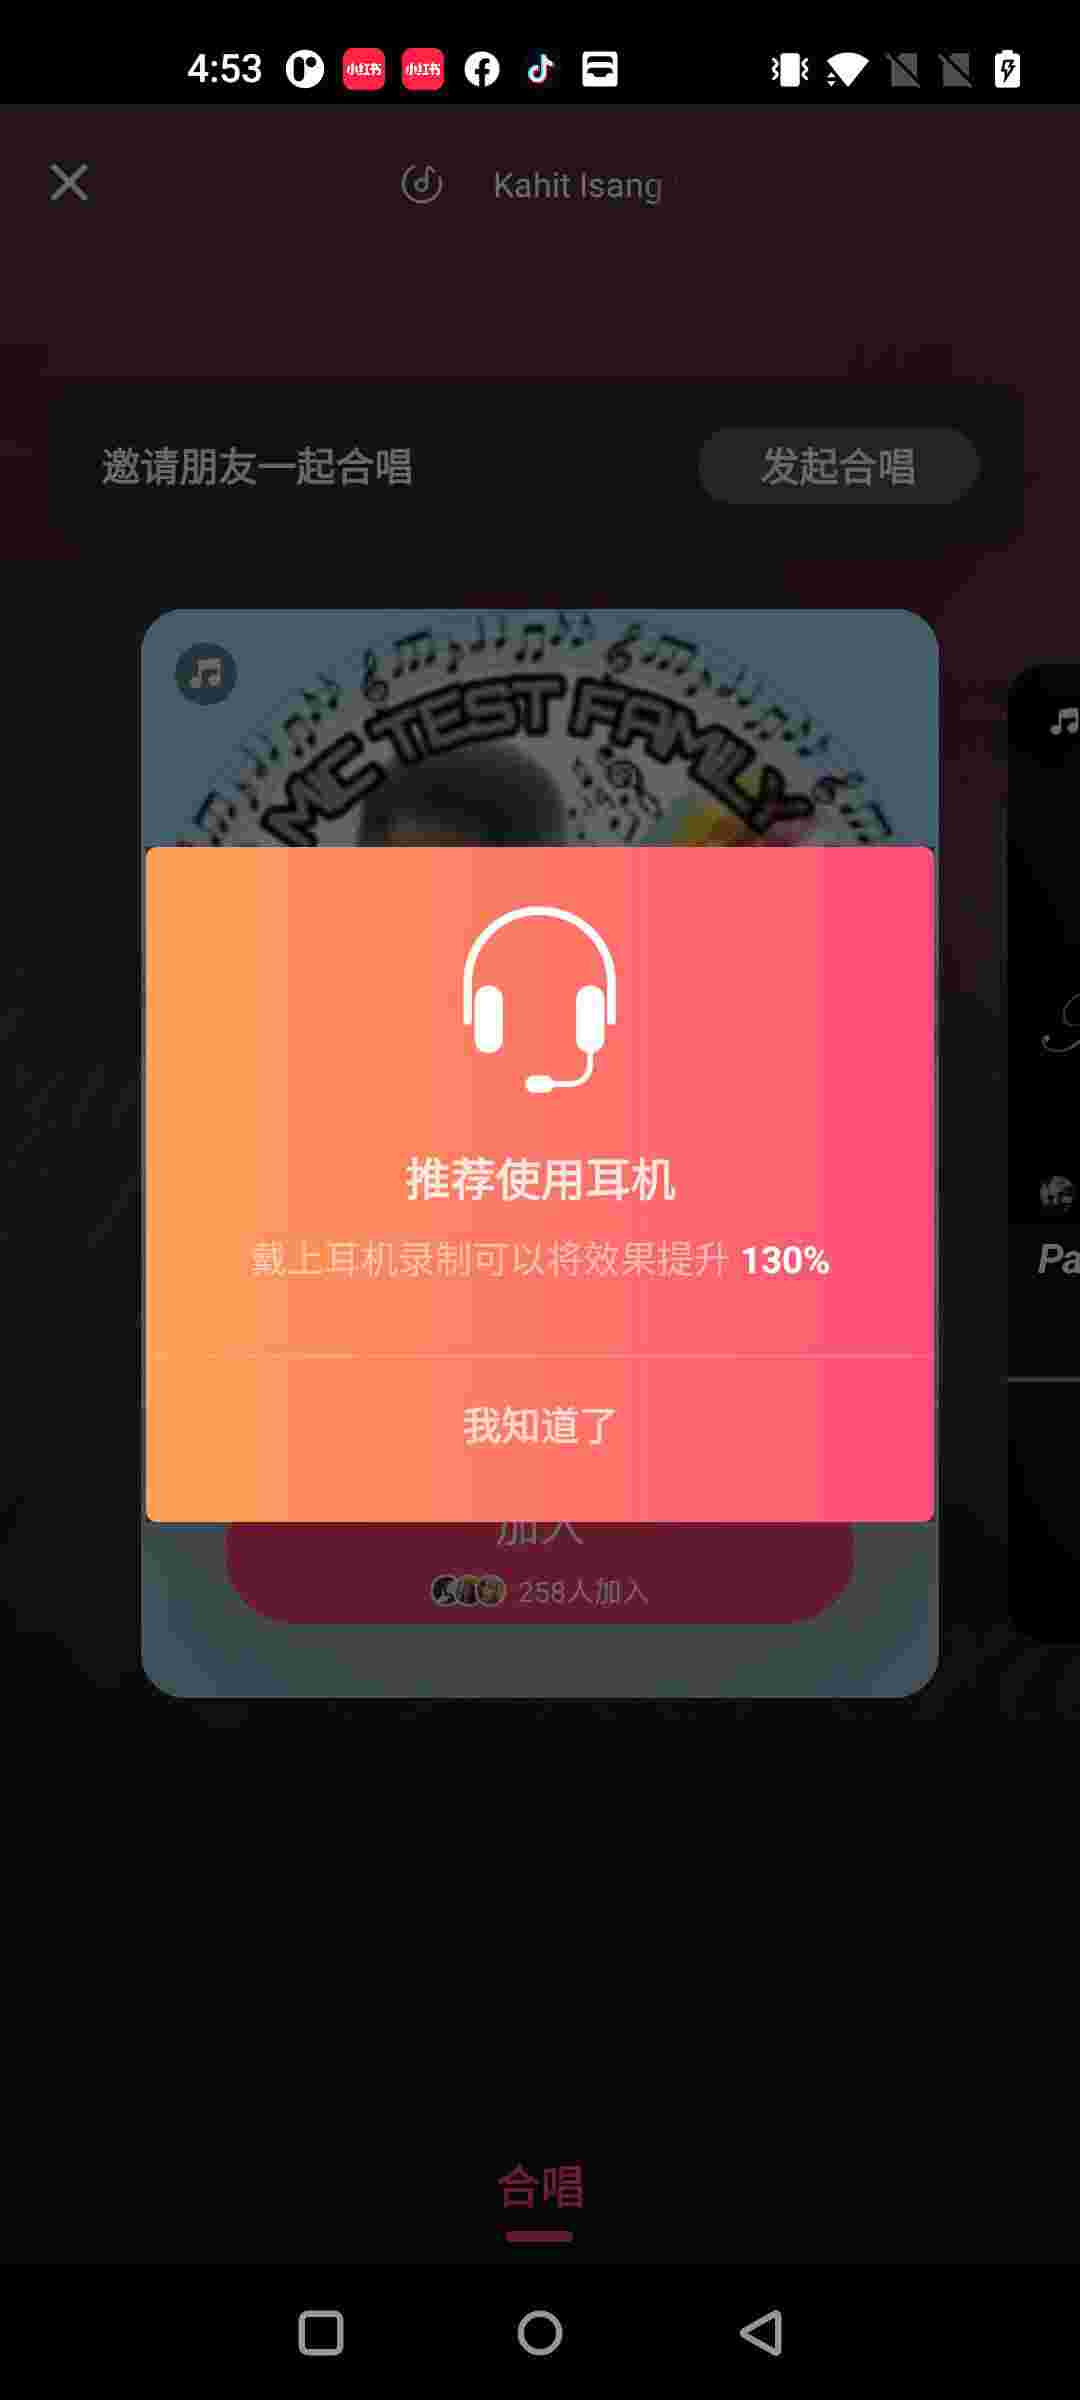 4:53
小红书 小红书
Kahit Isang
邀请朋友一起合唱
发起合唱
MC TEST FAMILY
推荐使用耳机
戴上耳机录制可以将效果提升 130%
我知道了
加入
258人加入
Pa
合唱